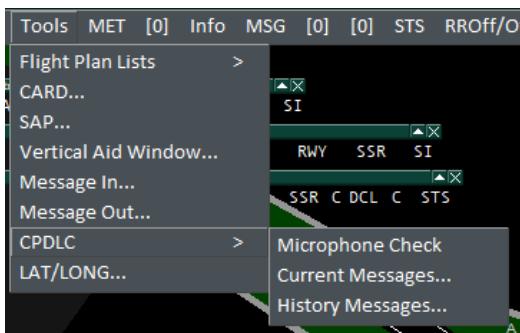 Tools MET [0] Info MSG [0] [0] STS RROff/O
Flight Plan Lists >
CARD...
SI
SAP...
Vertical Aid Window...
RWY SSR SI
Message In...
Message Out...
SSR C DCL C STS
CPDLC >
Microphone Check
LAT/LONG...
Current Messages...
History Messages...